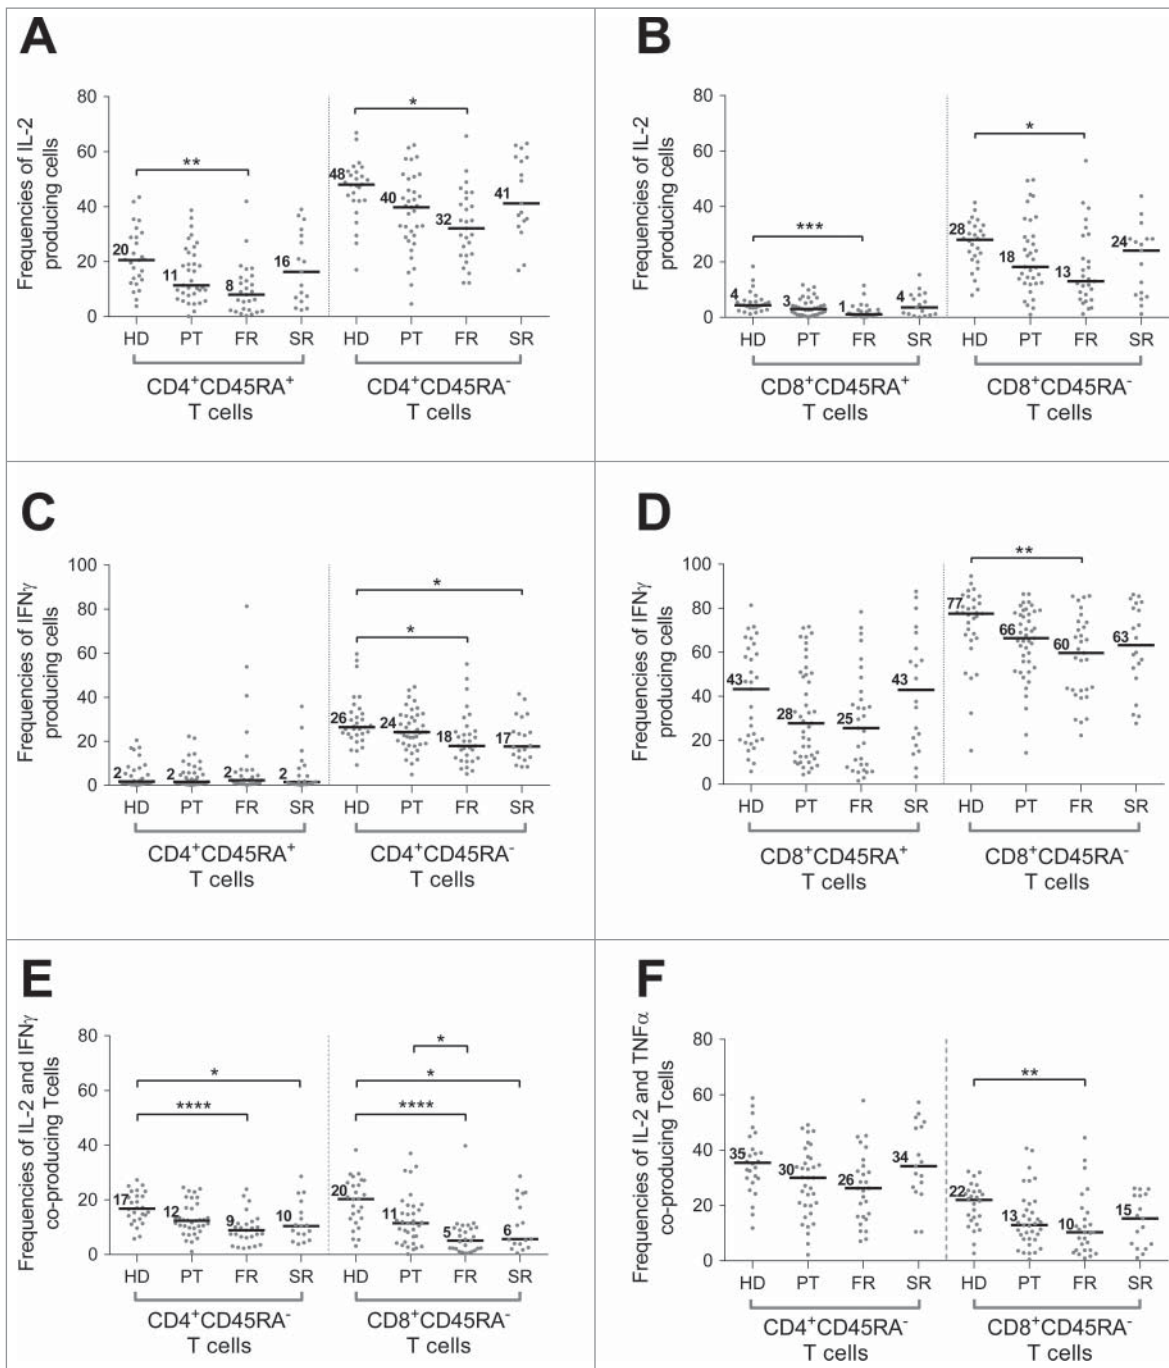 A
Frequencies of IL-2
producing cells
80
60
40
20
0
**
*
20
11
8
16
48
40
32
41
HD PT FR SR HD PT FR SR
CD4+CD45RA+
T cells
CD4+CD45RA-
T cells
B
Frequencies of IL-2
producing cells
80
60
40
20
0
***
*
4
3
1
4
28
18
13
24
HD PT FR SR HD PT FR SR
CD8+CD45RA+
T cells
CD8+CD45RA-
T cells
C
Frequencies of IFNγ
producing cells
100
80
60
40
20
0
*
*
2
2
2
2
26
24
18
17
HD PT FR SR HD PT FR SR
CD4+CD45RA+
T cells
CD4+CD45RA-
T cells
D
Frequencies of IFNγ
producing cells
100
80
60
40
20
0
**
43
28
25
43
77
66
60
63
HD PT FR SR HD PT FR SR
CD8+CD45RA+
T cells
CD8+CD45RA-
T cells
E
Frequencies of IL-2 and IFNγ
co-producing Tcells
80
60
40
20
0
*
****
*
*
****
17
12
9
10
20
11
5
6
HD PT FR SR HD PT FR SR
CD4+CD45RA-
T cells
CD8+CD45RA-
T cells
F
Frequencies of IL-2 and TNFα
co-producing Tcells
80
60
40
20
0
**
35
30
26
34
22
13
10
15
HD PT FR SR HD PT FR SR
CD4+CD45RA-
T cells
CD8+CD45RA-
T cells